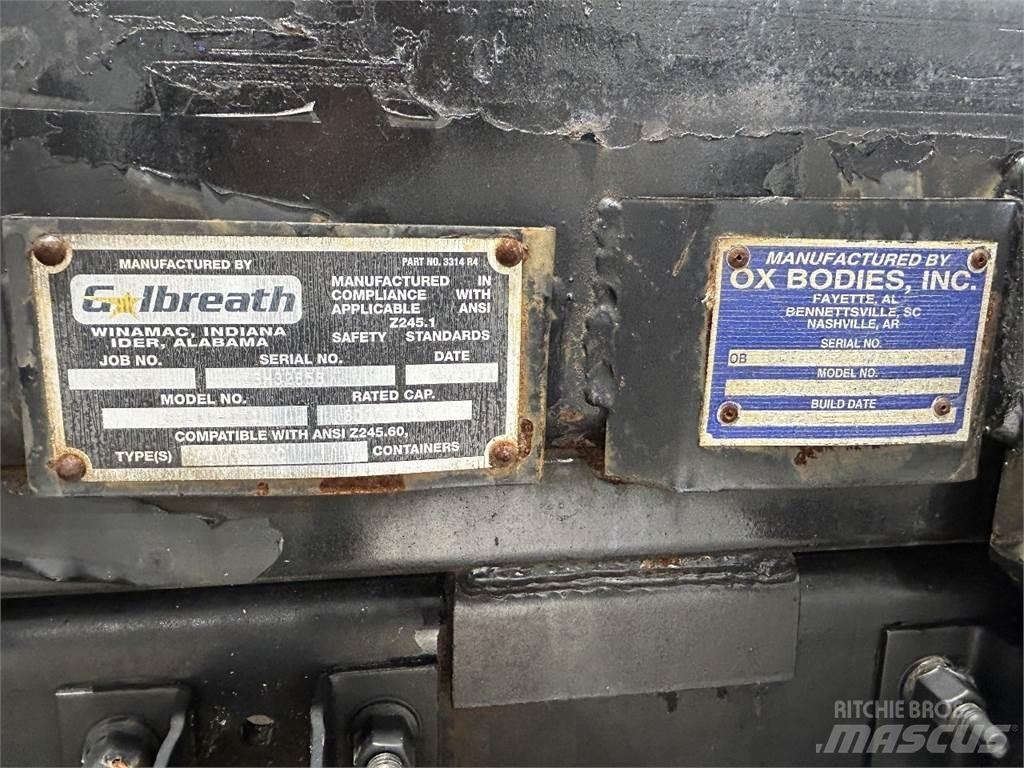 MANUFACTURED BY
PART NO. 3314 R4
Galbreath
WINAMAC, INDIANA
IDER, ALABAMA
MANUFACTURED IN
COMPLIANCE WITH
APPLICABLE ANSI
Z245.1
SAFETY STANDARDS
JOB NO. SERIAL NO. DATE
MODEL NO. RATED CAP.
COMPATIBLE WITH ANSI Z245.60,
TYPE(S) CONTAINERS
MANUFACTURED BY
OX BODIES, INC.
FAYETTE, AL
BENNETTSVILLE, SC
NASHVILLE, AR
SERIAL NO.
OB
MODEL NO.
BUILD DATE
RITCHIE BROS
MASCUS